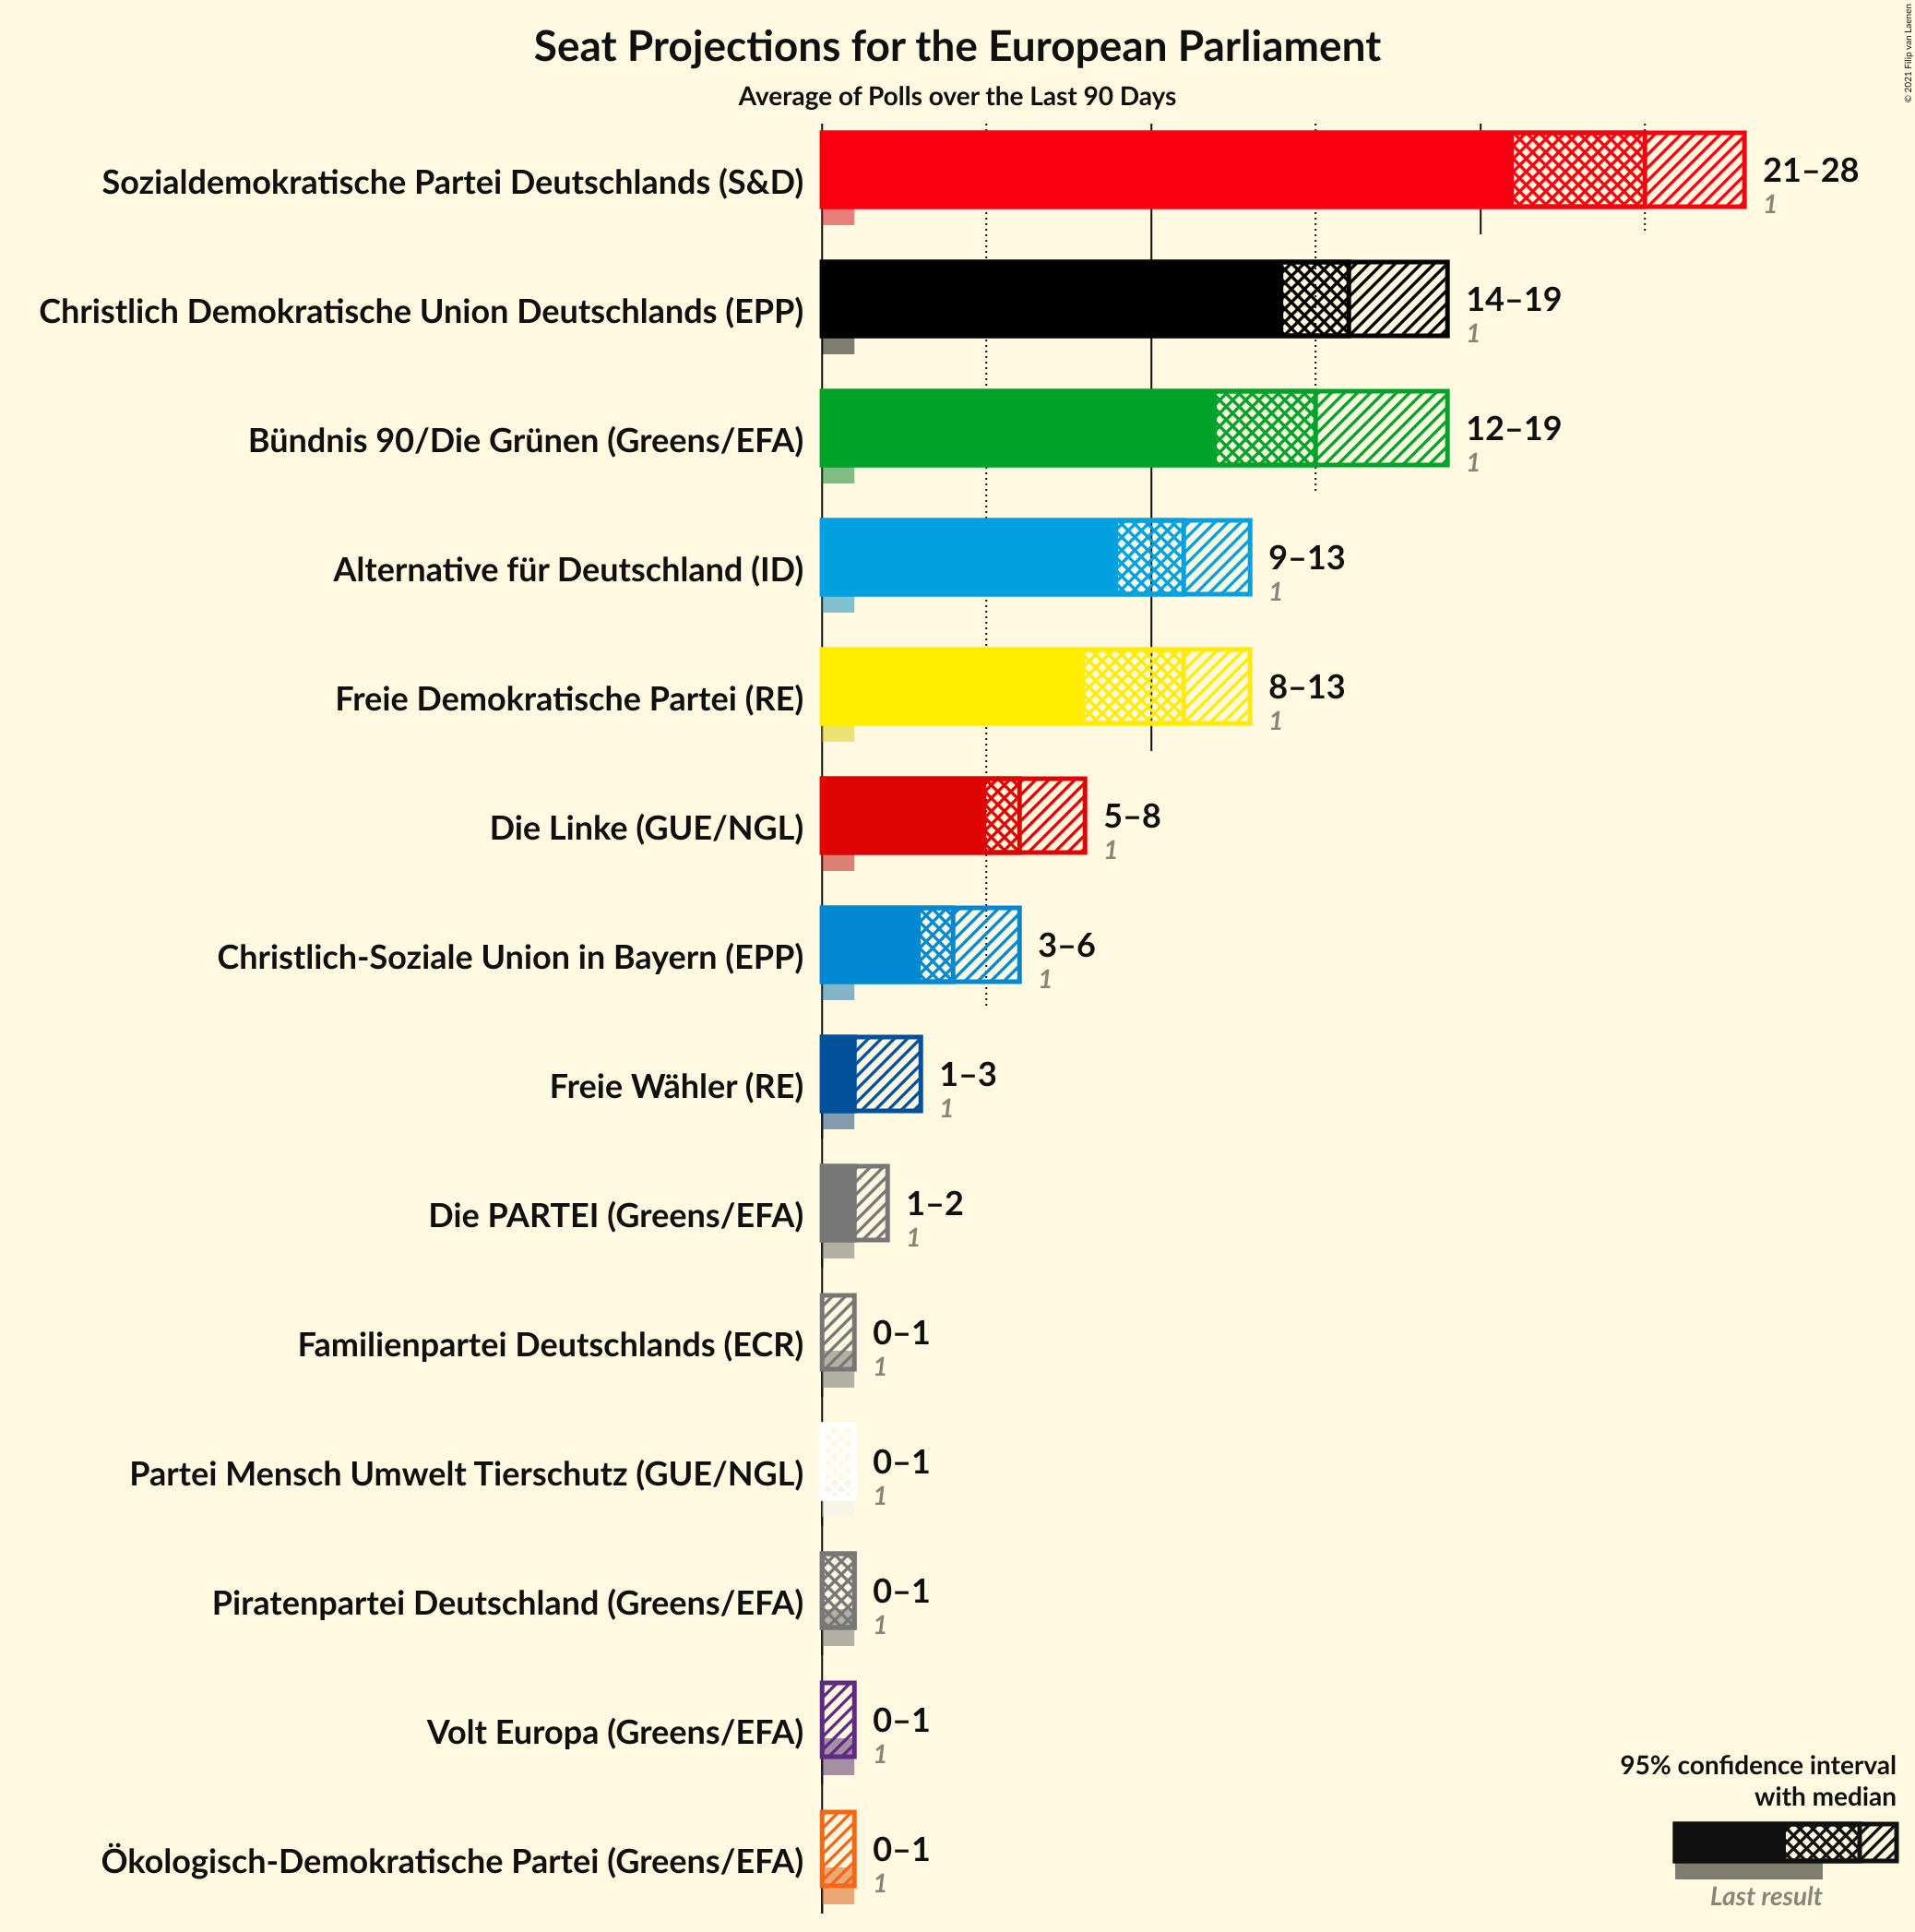 Seat Projections for the European Parliament
Average of Polls over the Last 90 Days
© 2021 Filip van Laenen
Sozialdemokratische Partei Deutschlands (S&D)
21–28
1
Christlich Demokratische Union Deutschlands (EPP)
14–19
1
Bündnis 90/Die Grünen (Greens/EFA)
12–19
1
Alternative für Deutschland (ID)
9–13
1
Freie Demokratische Partei (RE)
8–13
1
Die Linke (GUE/NGL)
5–8
1
Christlich-Soziale Union in Bayern (EPP)
3–6
1
Freie Wähler (RE)
1–3
1
Die PARTEI (Greens/EFA)
1–2
1
Familienpartei Deutschlands (ECR)
0–1
1
Partei Mensch Umwelt Tierschutz (GUE/NGL)
0–1
1
Piratenpartei Deutschland (Greens/EFA)
0–1
1
Volt Europa (Greens/EFA)
0–1
1
Ökologisch-Demokratische Partei (Greens/EFA)
0–1
1
95% confidence interval
with median
Last result